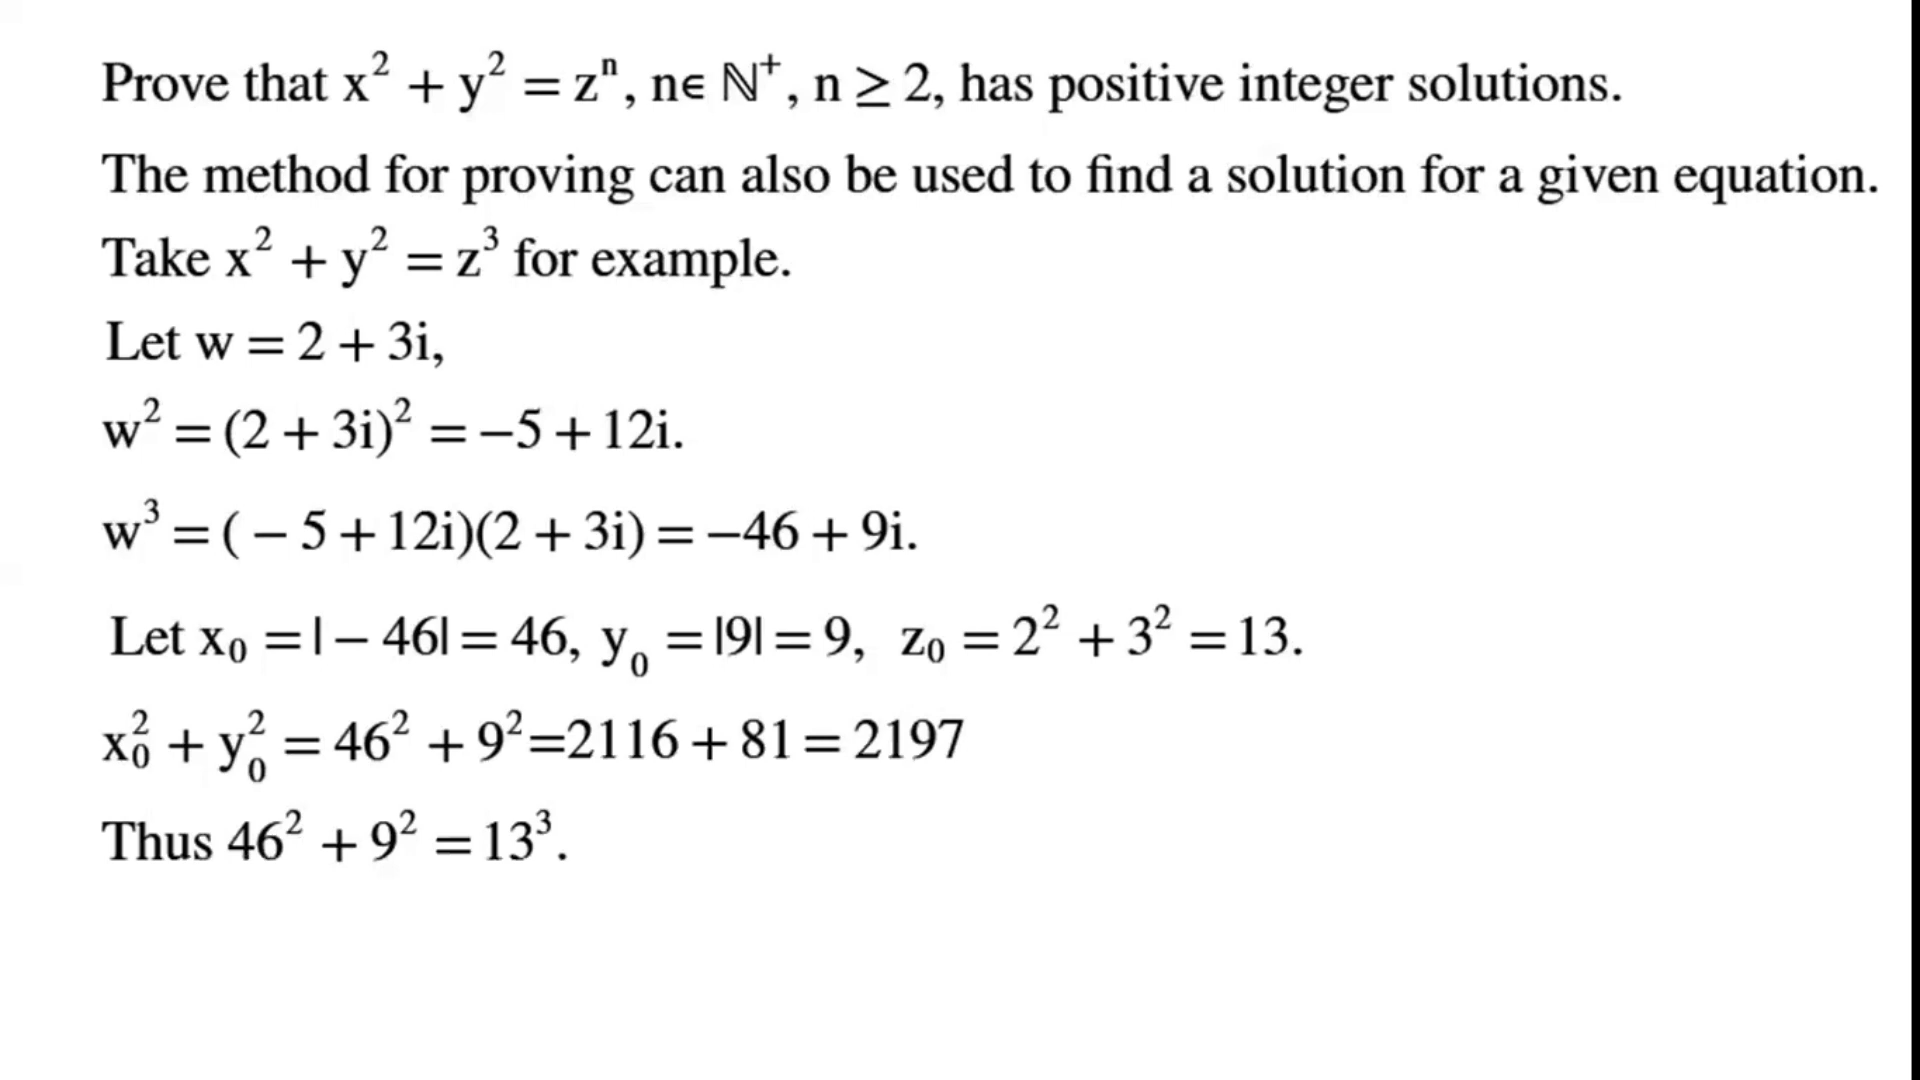 Prove that x² + y² = zⁿ, n∈ ℕ⁺, n ≥ 2, has positive integer solutions.
The method for proving can also be used to find a solution for a given equation.
Take x² + y² = z³ for example.
Let w = 2 + 3i,
w² = (2 + 3i)² = −5 + 12i.
w³ = ( − 5 + 12i)(2 + 3i) = −46 + 9i.
Let x₀ = |− 46| = 46, y₀ = |9| = 9, z₀ = 2² + 3² = 13.
x₀² + y₀² = 46² + 9²=2116 + 81 = 2197
Thus 46² + 9² = 13³.